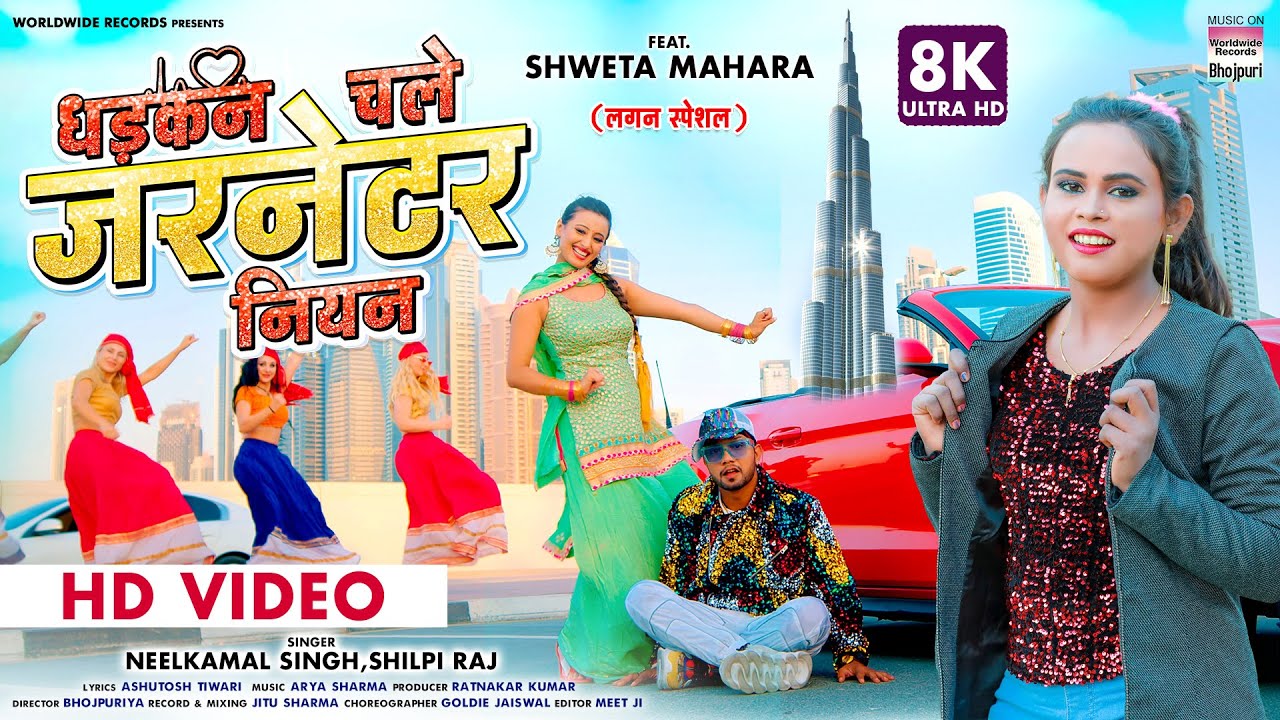 WORLDWIDE RECORDS PRESENTS
धड़कन चले
जरनेटर
नियन
FEAT.
SHWETA MAHARA
(लगन स्पेशल)
8K
ULTRA HD
MUSIC ON
Worldwide
Records
Bhojpuri
HD VIDEO
SINGER
NEELKAMAL SINGH,SHILPI RAJ
LYRICS ASHUTOSH TIWARI MUSIC ARYA SHARMA PRODUCER RATNAKAR KUMAR
DIRECTOR BHOJPURIYA RECORD & MIXING JITU SHARMA CHOREOGRAPHER GOLDIE JAISWAL EDITOR MEET JI